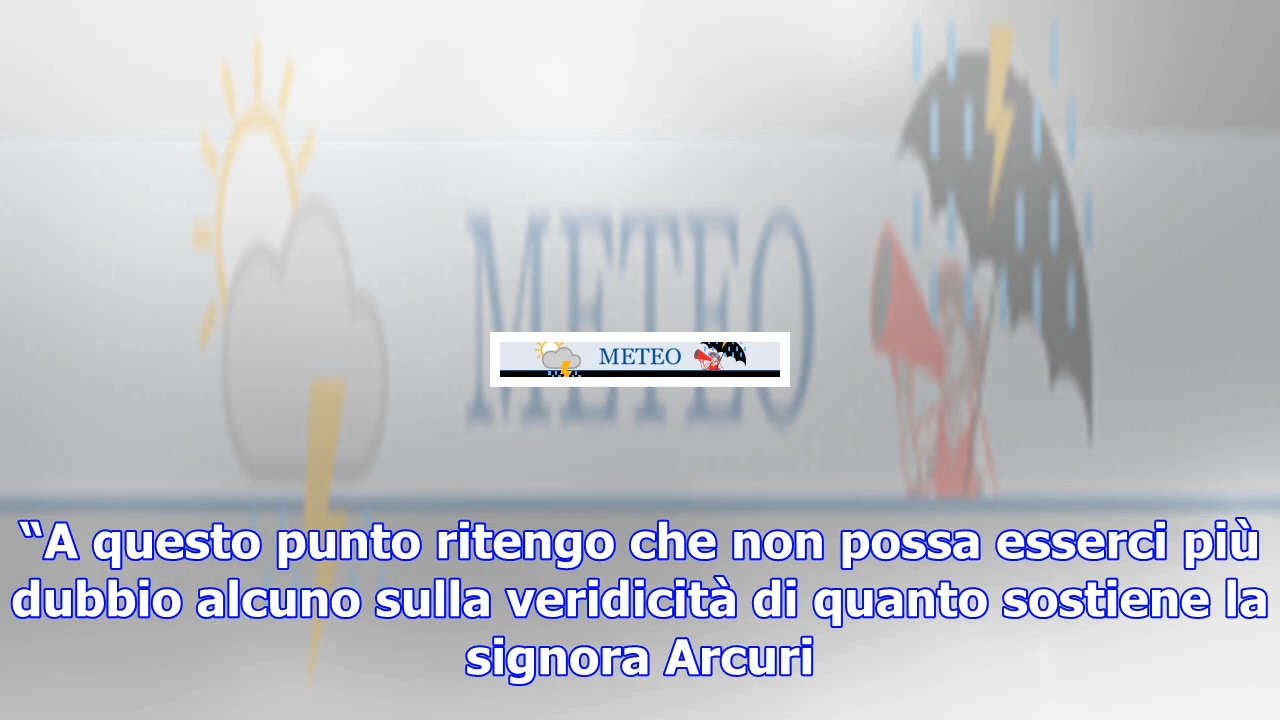 METEO
METEO
“A questo punto ritengo che non possa esserci più
dubbio alcuno sulla veridicità di quanto sostiene la
signora Arcuri